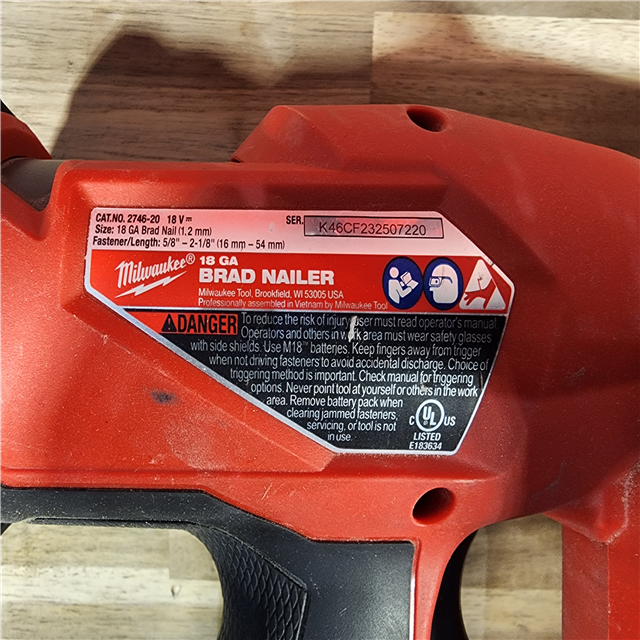 CAT.NO. 2746-20 18 V⎓ SER. K46CF232507220
Size: 18 GA Brad Nail (1,2 mm)
Fastener/Length: 5/8" – 2-1/8" (16 mm – 54 mm)
Milwaukee® 18 GA
BRAD NAILER
Milwaukee Tool, Brookfield, WI 53005 USA
Professionally assembled in Vietnam by Milwaukee Tool
DANGER To reduce the risk of injury, user must read operator's manual.
Operators and others in work area must wear safety glasses
with side shields. Use M18™ batteries. Keep fingers away from trigger
when not driving fasteners to avoid accidental discharge. Choice of
triggering method is important. Check manual for triggering
options. Never point tool at yourself or others in the work
area. Remove battery pack when
clearing jammed fasteners,
servicing, or tool is not
in use.
C UL US
LISTED
E183634